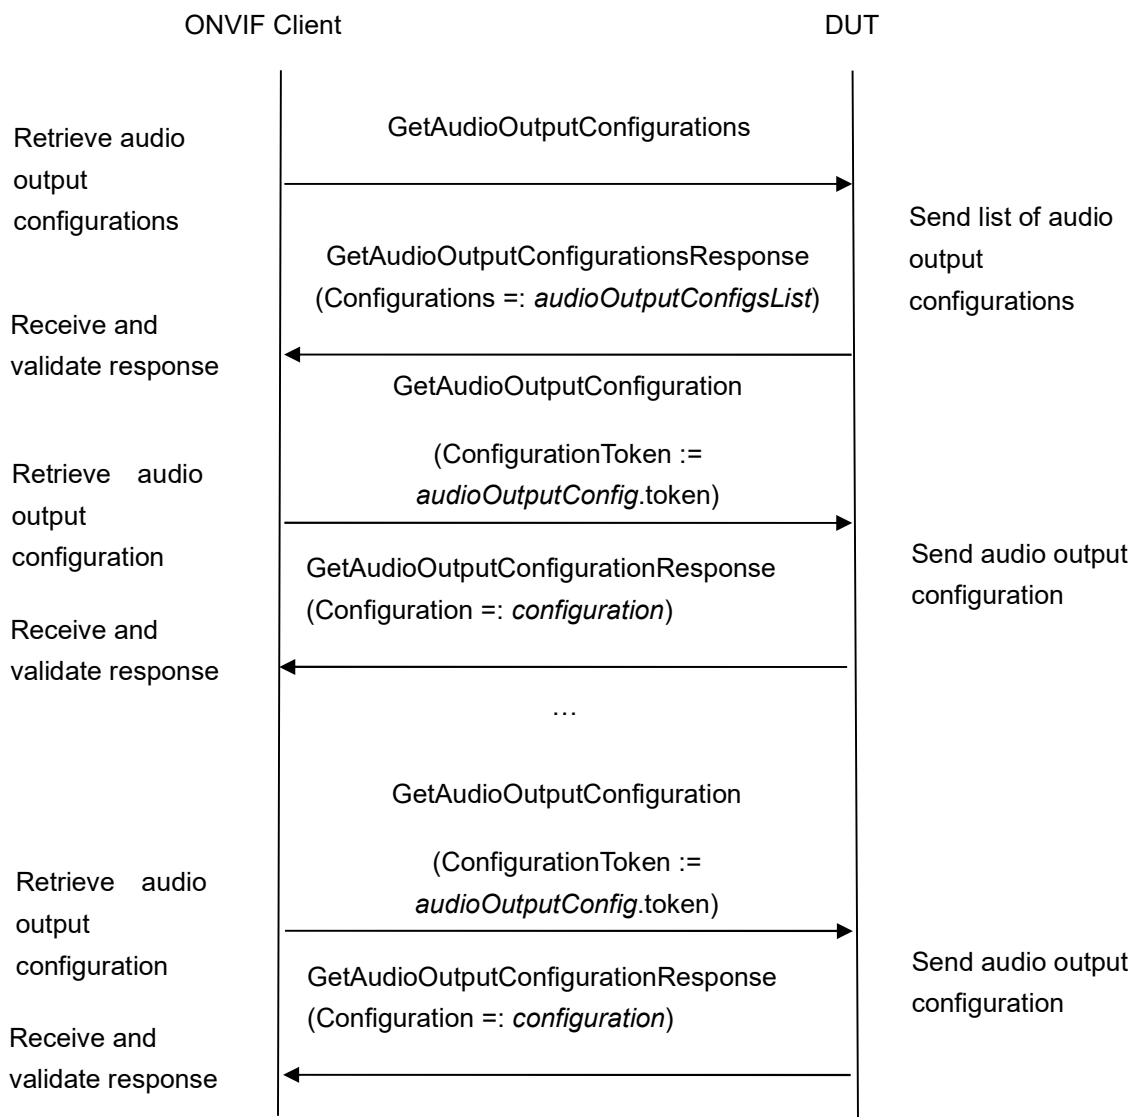 ONVIF Client
DUT
Retrieve audio
output
configurations
GetAudioOutputConfigurations
Send list of audio
output
configurations
GetAudioOutputConfigurationsResponse
(Configurations =: audioOutputConfigsList)
Receive and
validate response
GetAudioOutputConfiguration
(ConfigurationToken :=
audioOutputConfig.token)
Retrieve audio
output
configuration
Send audio output
configuration
GetAudioOutputConfigurationResponse
(Configuration =: configuration)
Receive and
validate response
…
GetAudioOutputConfiguration
(ConfigurationToken :=
audioOutputConfig.token)
Retrieve audio
output
configuration
Send audio output
configuration
GetAudioOutputConfigurationResponse
(Configuration =: configuration)
Receive and
validate response